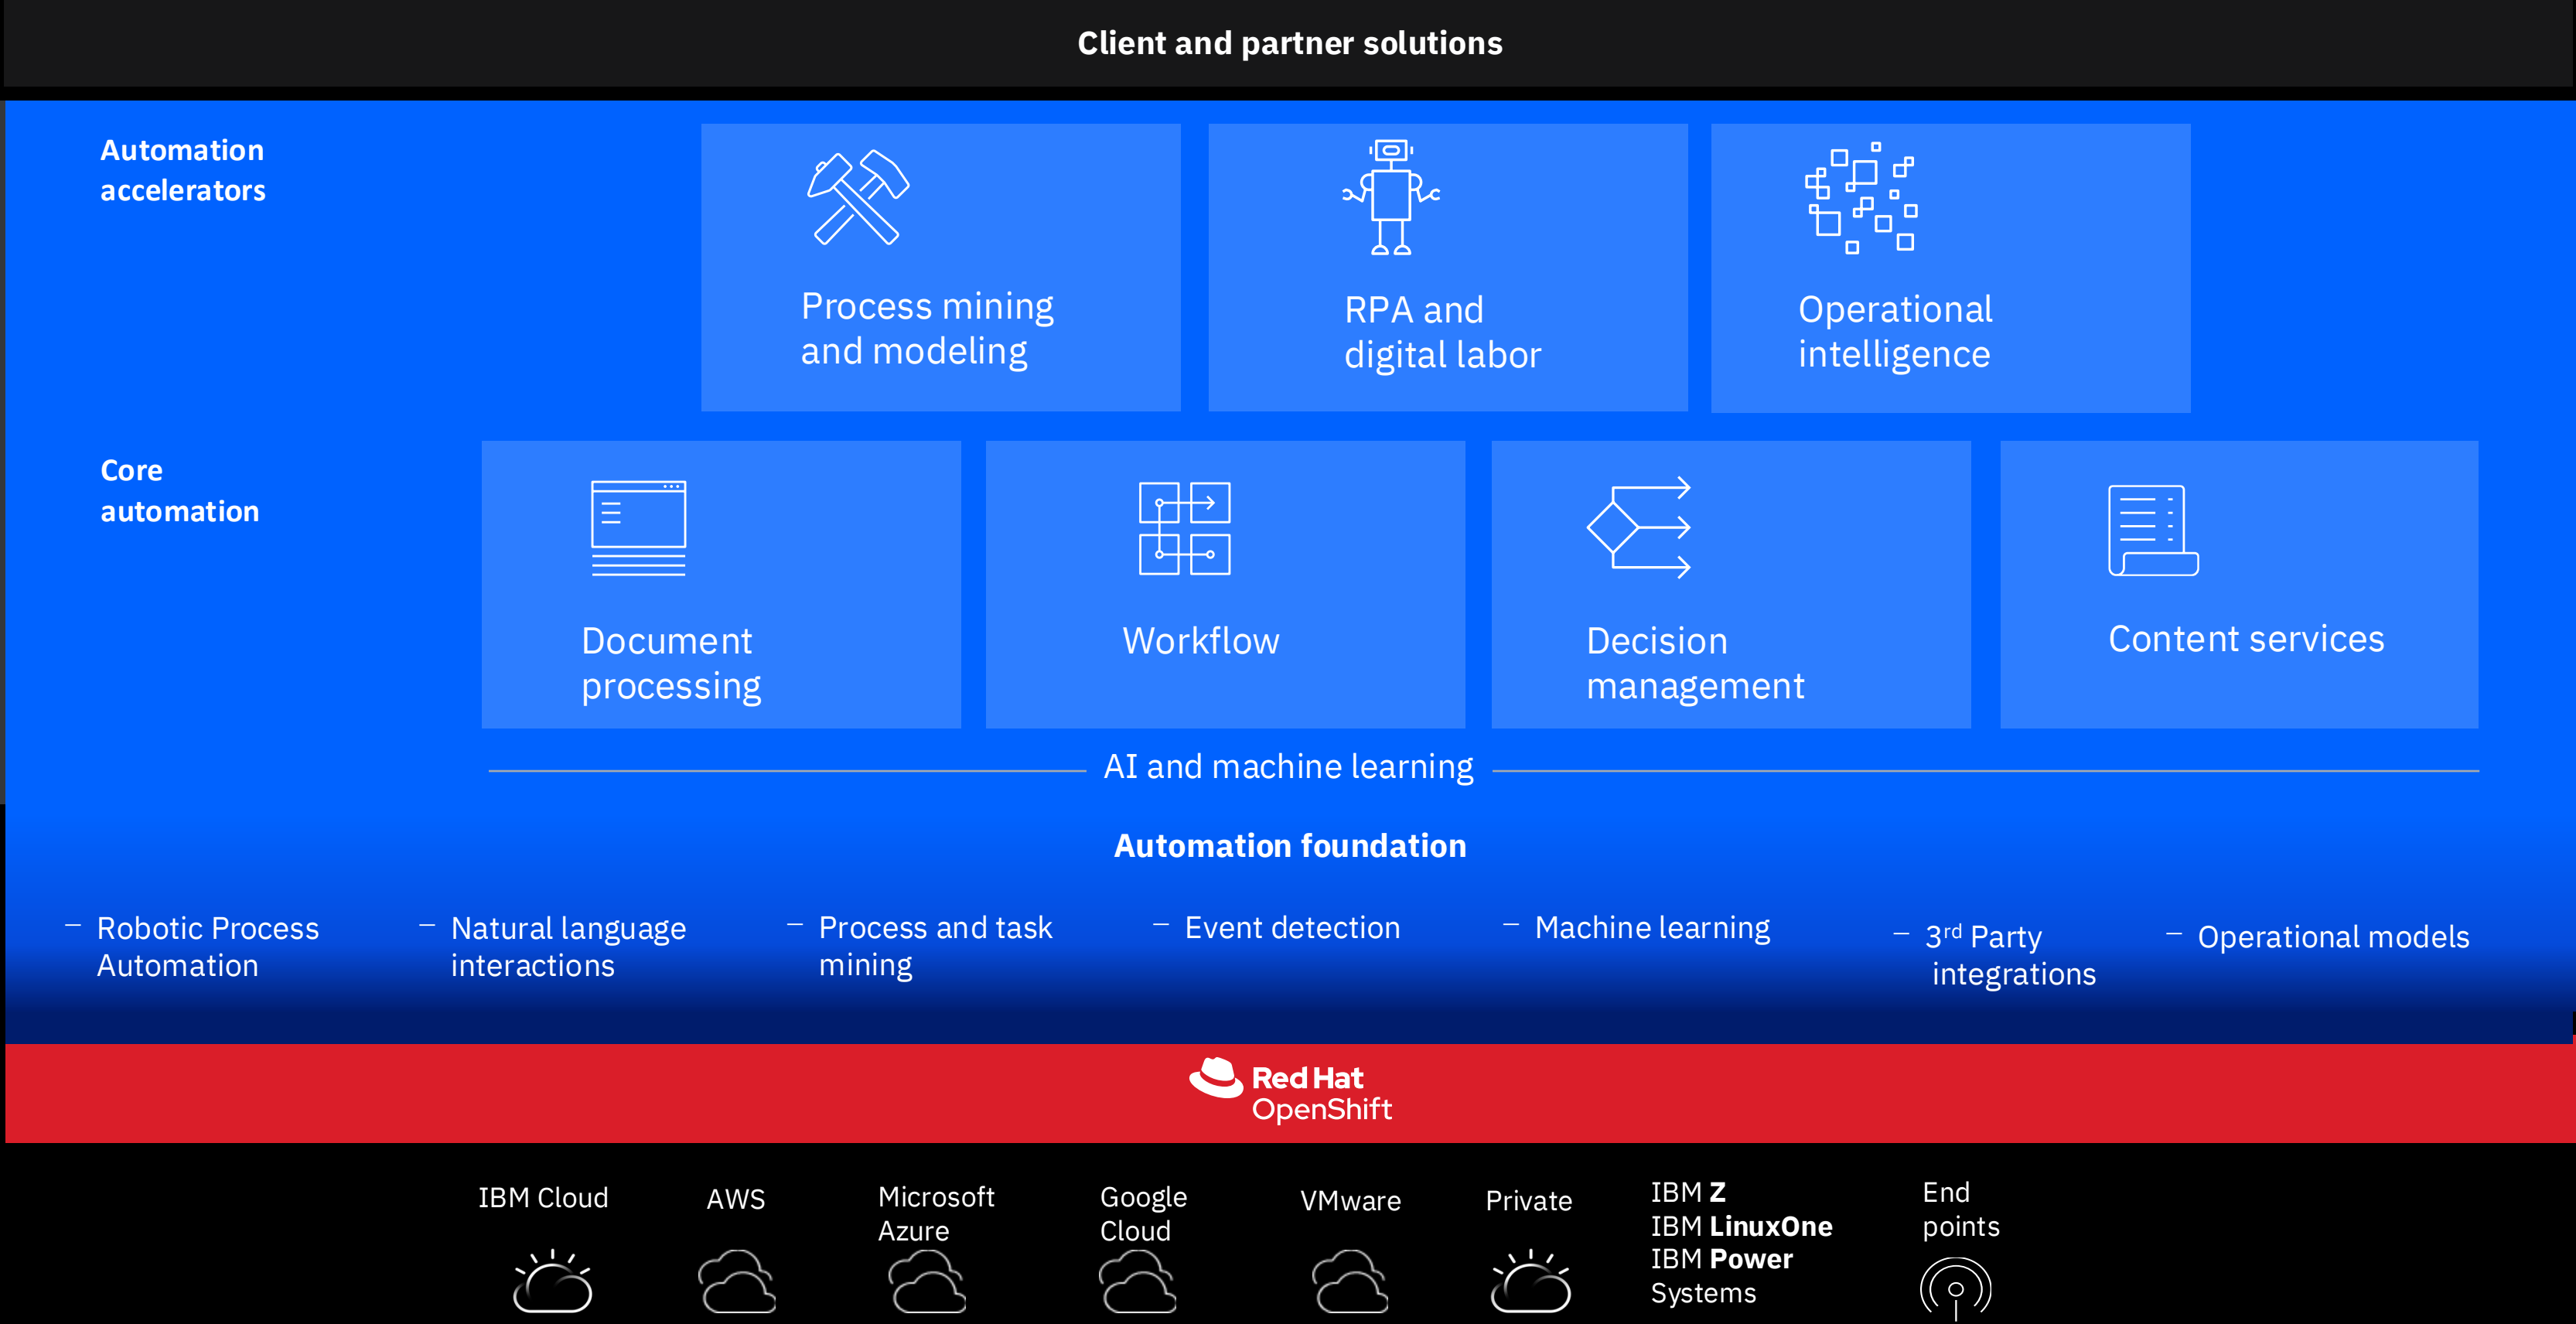 Client and partner solutions
Automation
accelerators
Process mining
and modeling
RPA and
digital labor
Operational
intelligence
Core
automation
Document
processing
Workflow
Decision
management
Content services
AI and machine learning
Automation foundation
– Robotic Process
Automation
– Natural language
interactions
– Process and task
mining
– Event detection
– Machine learning
– 3rd Party
integrations
– Operational models
Red Hat
OpenShift
IBM Cloud
AWS
Microsoft
Azure
Google
Cloud
VMware
Private
IBM Z
IBM LinuxOne
IBM Power
Systems
End
points